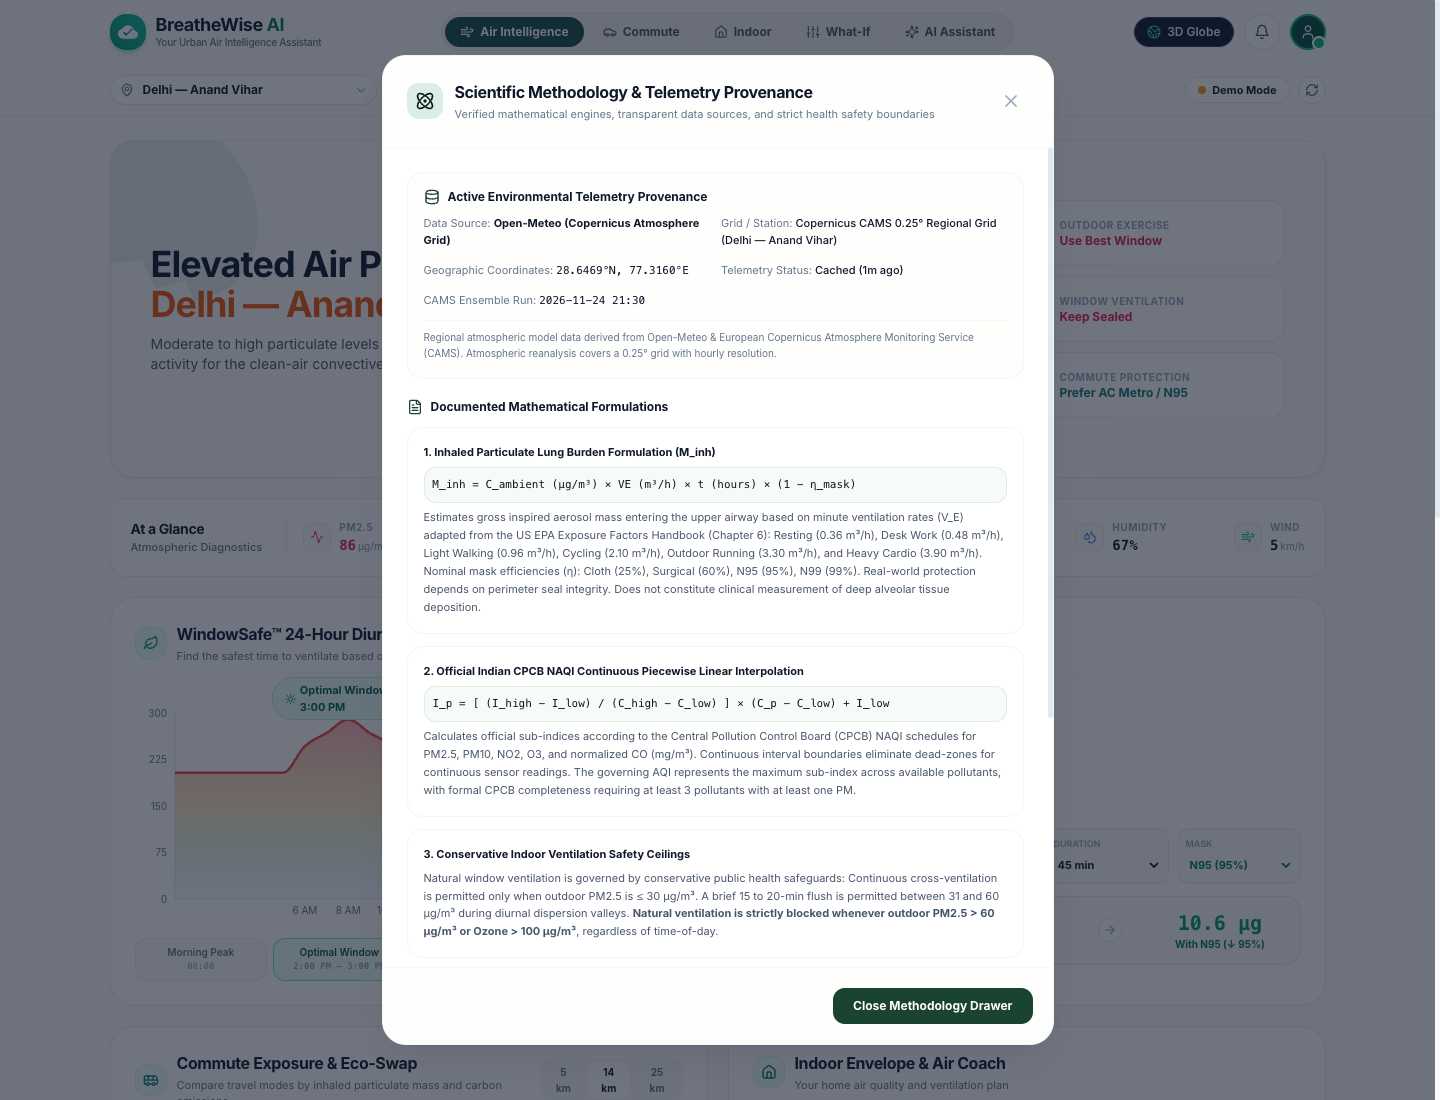 BreatheWise AI
Your Urban Air Intelligence Assistant
Air Intelligence
Commute
Indoor
What-If
AI Assistant
3D Globe
Delhi — Anand Vihar
Demo Mode
Scientific Methodology & Telemetry Provenance
Verified mathematical engines, transparent data sources, and strict health safety boundaries
Elevated Air P
Delhi — Anand
Moderate to high particulate levels
activity for the clean-air convective
OUTDOOR EXERCISE
Use Best Window
WINDOW VENTILATION
Keep Sealed
COMMUTE PROTECTION
Prefer AC Metro / N95
Active Environmental Telemetry Provenance
Data Source: Open-Meteo (Copernicus Atmosphere
Grid)
Grid / Station: Copernicus CAMS 0.25° Regional Grid
(Delhi — Anand Vihar)
Geographic Coordinates: 28.6469°N, 77.3160°E
Telemetry Status: Cached (1m ago)
CAMS Ensemble Run: 2026-11-24 21:30
Regional atmospheric model data derived from Open-Meteo & European Copernicus Atmosphere Monitoring Service
(CAMS). Atmospheric reanalysis covers a 0.25° grid with hourly resolution.
Documented Mathematical Formulations
1. Inhaled Particulate Lung Burden Formulation (M_inh)
M_inh = C_ambient (µg/m³) × VE (m³/h) × t (hours) × (1 − η_mask)
Estimates gross inspired aerosol mass entering the upper airway based on minute ventilation rates (V_E)
adapted from the US EPA Exposure Factors Handbook (Chapter 6): Resting (0.36 m³/h), Desk Work (0.48 m³/h),
Light Walking (0.96 m³/h), Cycling (2.10 m³/h), Outdoor Running (3.30 m³/h), and Heavy Cardio (3.90 m³/h).
Nominal mask efficiencies (η): Cloth (25%), Surgical (60%), N95 (95%), N99 (99%). Real-world protection
depends on perimeter seal integrity. Does not constitute clinical measurement of deep alveolar tissue
deposition.
At a Glance
Atmospheric Diagnostics
PM2.5
86 µg/m
HUMIDITY
67%
WIND
5 km/h
2. Official Indian CPCB NAQI Continuous Piecewise Linear Interpolation
I_p = [ (I_high − I_low) / (C_high − C_low) ] × (C_p − C_low) + I_low
Calculates official sub-indices according to the Central Pollution Control Board (CPCB) NAQI schedules for
PM2.5, PM10, NO2, O3, and normalized CO (mg/m³). Continuous interval boundaries eliminate dead-zones for
continuous sensor readings. The governing AQI represents the maximum sub-index across available pollutants,
with formal CPCB completeness requiring at least 3 pollutants with at least one PM.
WindowSafe™ 24-Hour Diur
Find the safest time to ventilate based o
Optimal Window
3:00 PM
300
225
150
75
0
6 AM
8 AM
Morning Peak
08:00
Optimal Window
2:00 PM – 3:00 P
3. Conservative Indoor Ventilation Safety Ceilings
Natural window ventilation is governed by conservative public health safeguards: Continuous cross-ventilation
is permitted only when outdoor PM2.5 is ≤ 30 µg/m³. A brief 15 to 20-min flush is permitted between 31 and 60
µg/m³ during diurnal dispersion valleys. Natural ventilation is strictly blocked whenever outdoor PM2.5 > 60
µg/m³ or Ozone > 100 µg/m³, regardless of time-of-day.
DURATION
45 min
MASK
N95 (95%)
10.6 µg
With N95 (↓ 95%)
Close Methodology Drawer
Commute Exposure & Eco-Swap
Compare travel modes by inhaled particulate mass and carbon
5
km
14
km
25
km
Indoor Envelope & Air Coach
Your home air quality and ventilation plan